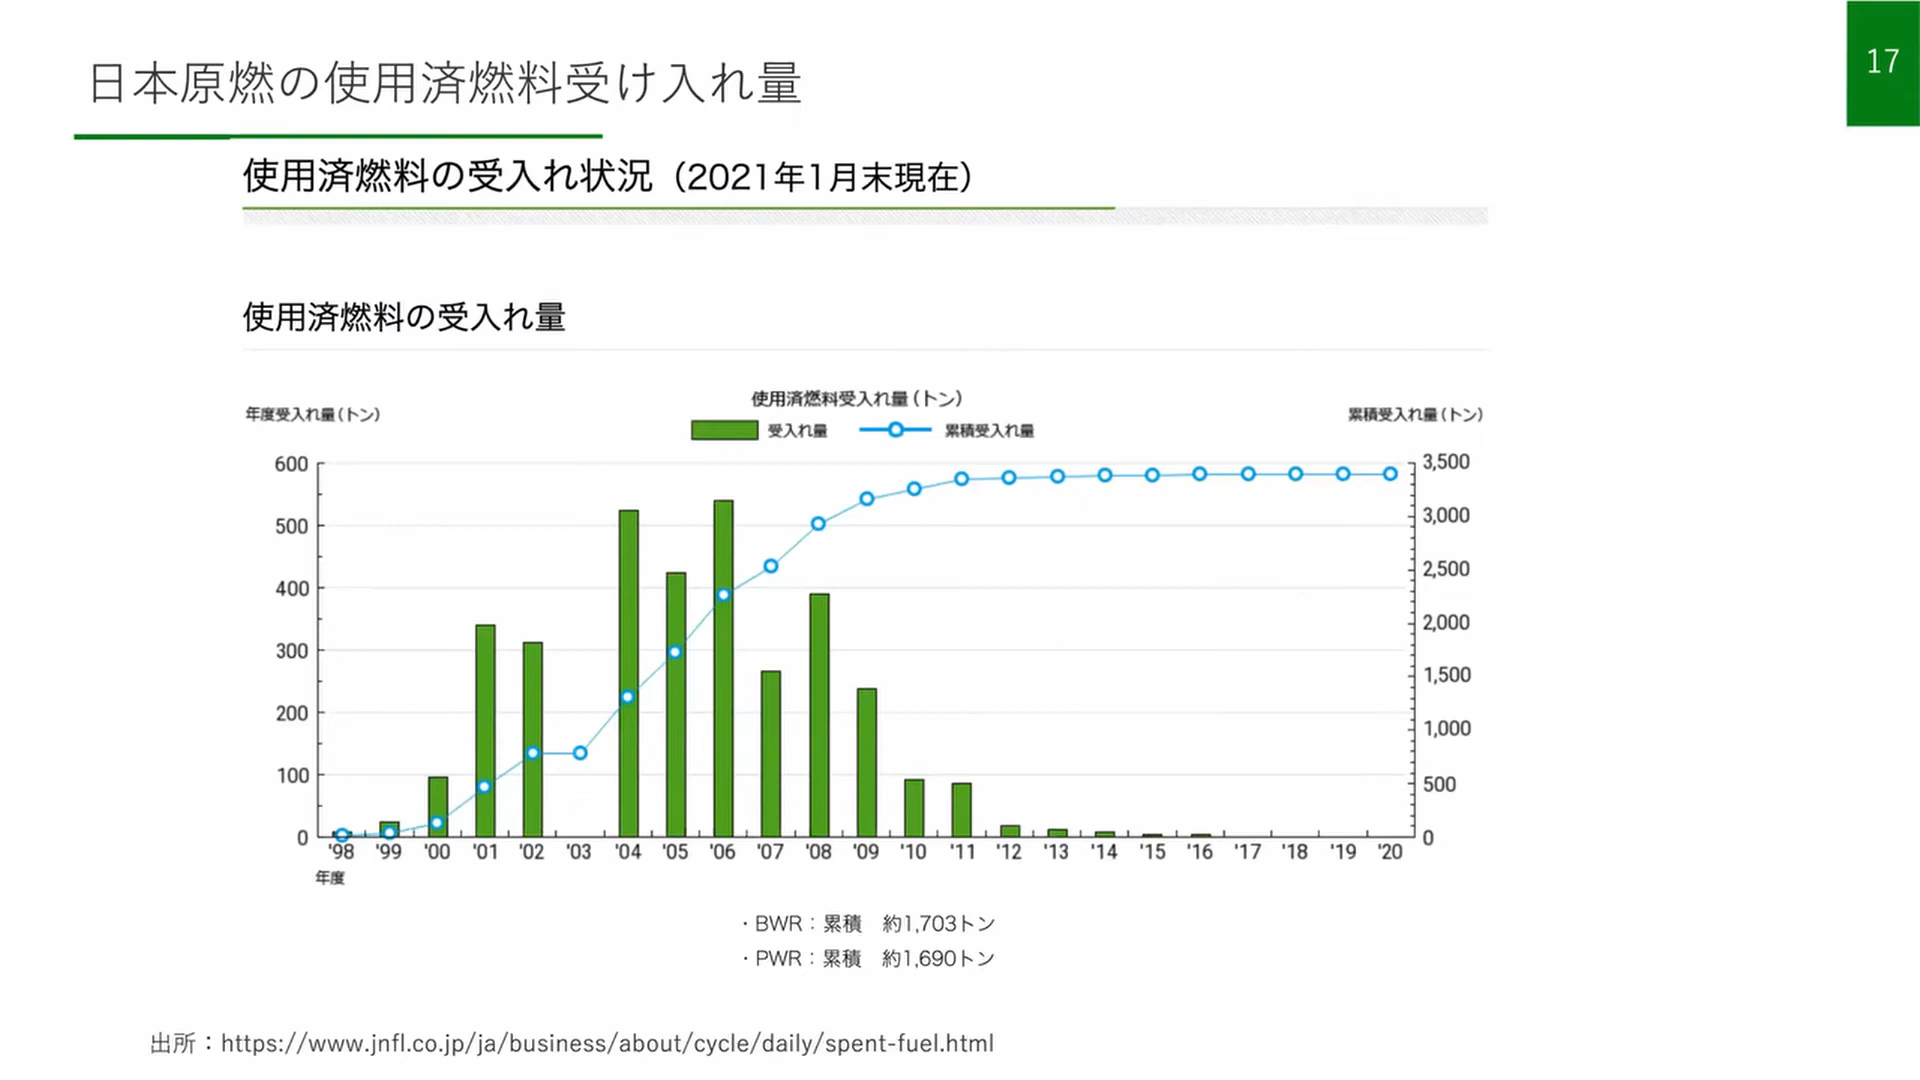 17
日本原燃の使用済燃料受け入れ量
使用済燃料の受入れ状況（2021年1月末現在）
使用済燃料の受入れ量
使用済燃料受入れ量（トン）
年度受入れ量（トン）
受入れ量
累積受入れ量
累積受入れ量（トン）
600
500
400
300
200
100
0
3,500
3,000
2,500
2,000
1,500
1,000
500
0
'98 '99 '00 '01 '02 '03 '04 '05 '06 '07 '08 '09 '10 '11 '12 '13 '14 '15 '16 '17 '18 '19 '20
年度
・BWR：累積　約1,703トン
・PWR：累積　約1,690トン
出所：https://www.jnfl.co.jp/ja/business/about/cycle/daily/spent-fuel.html